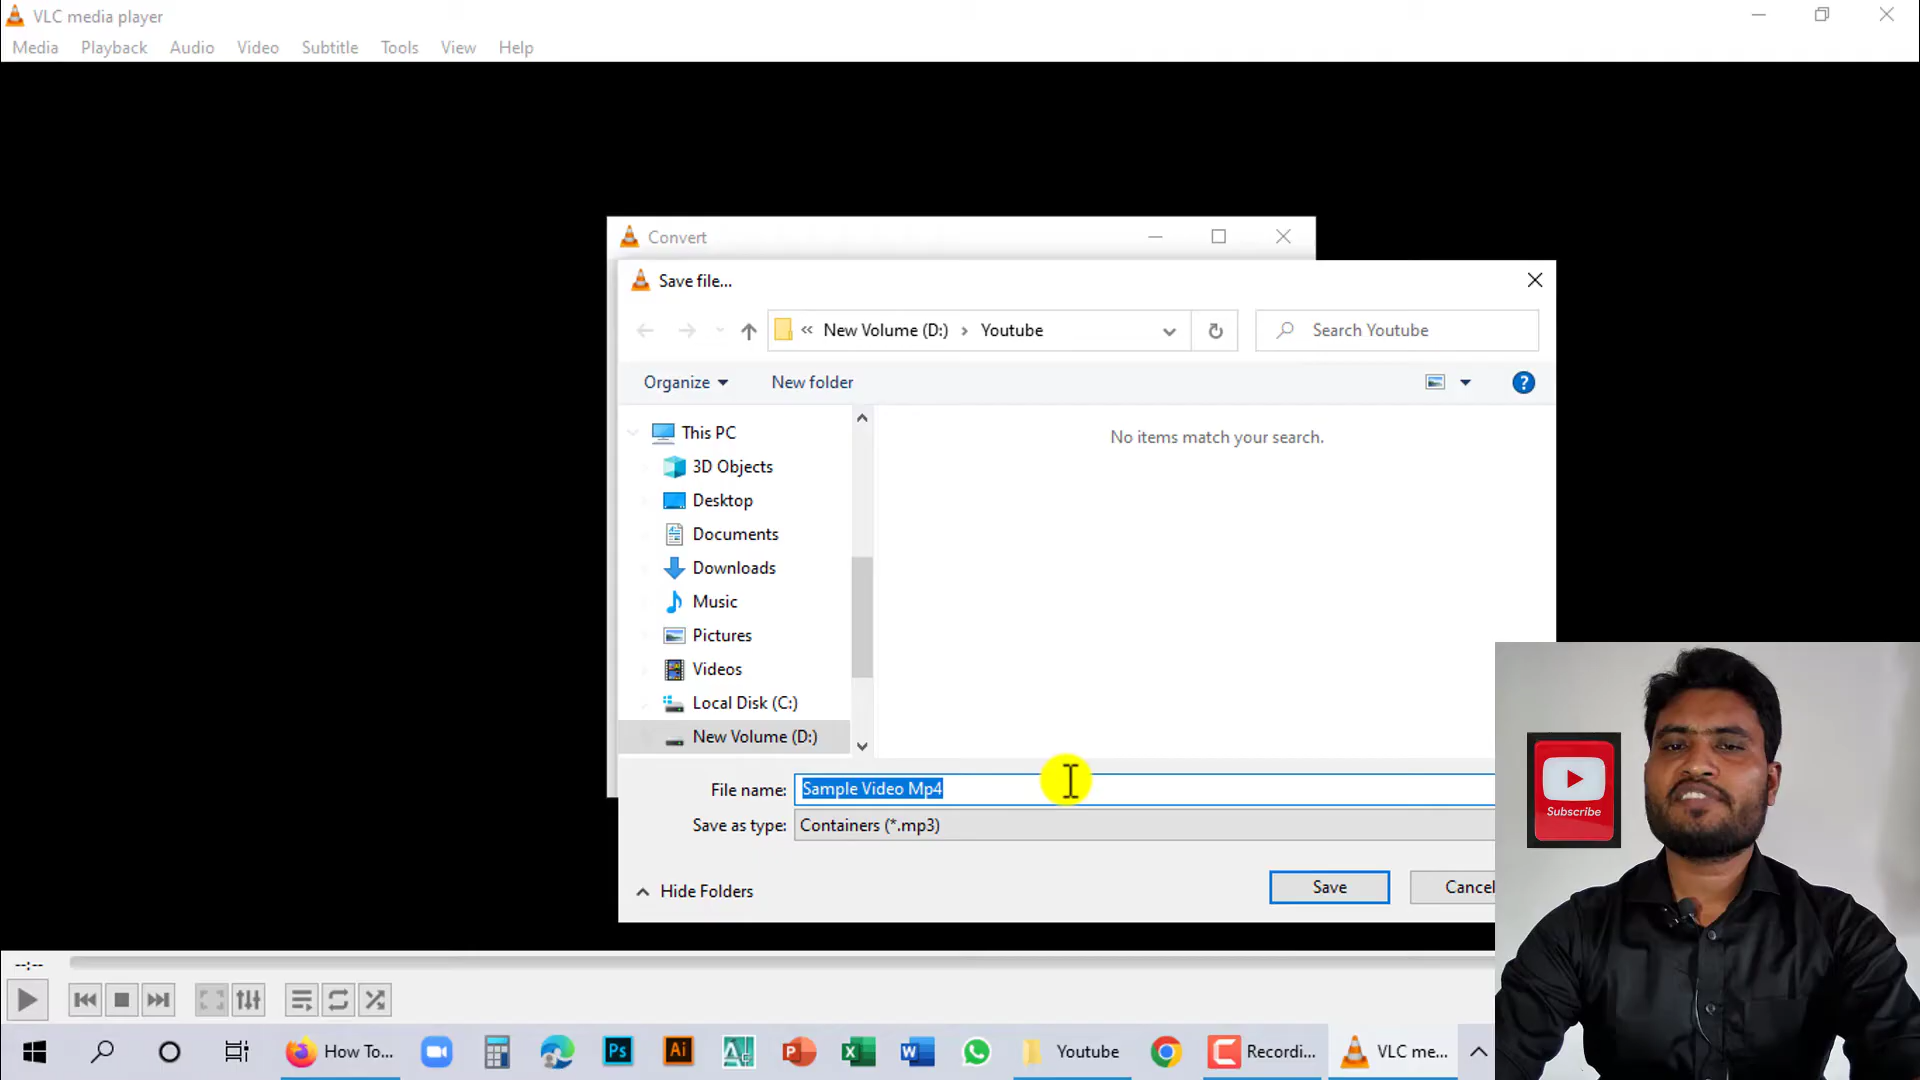 VLC media player
Media Playback Audio Video Subtitle Tools View Help
Convert
Save file...
« New Volume (D:) › Youtube
Search Youtube
Organize New folder
?
This PC
No items match your search.
3D Objects
Desktop
Documents
Downloads
Music
Pictures
Videos
Local Disk (C:)
New Volume (D:)
File name: Sample Video Mp4
Save as type: Containers (*.mp3)
Hide Folders
Save
Cancel
Subscribe
--:--
How To...
Ps
Ai
P
X
W
Youtube
C
Recordi...
VLC me...